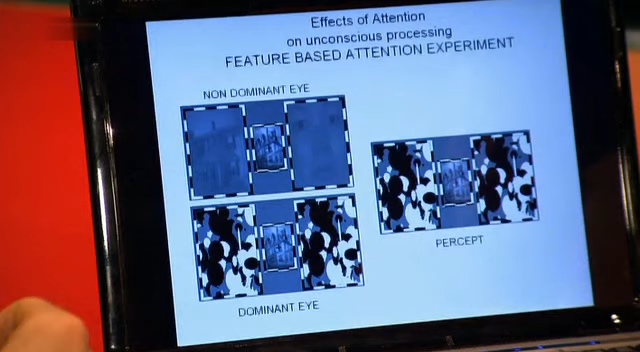 Effects of Attention
on unconscious processing
FEATURE BASED ATTENTION EXPERIMENT
NON DOMINANT EYE
PERCEPT
DOMINANT EYE